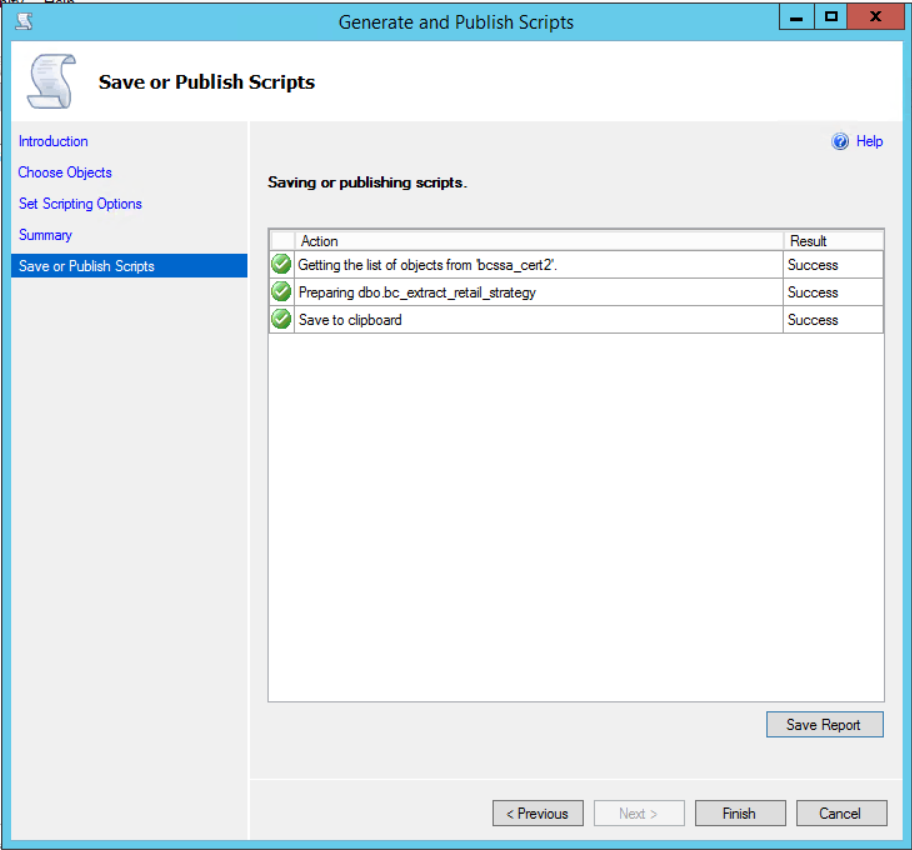 Generate and Publish Scripts
Save or Publish Scripts
Introduction
Choose Objects
Set Scripting Options
Summary
Save or Publish Scripts
Help
Saving or publishing scripts.
Action Result
Getting the list of objects from 'bcssa_cert2'. Success
Preparing dbo.bc_extract_retail_strategy Success
Save to clipboard Success
Save Report
< Previous Next > Finish Cancel